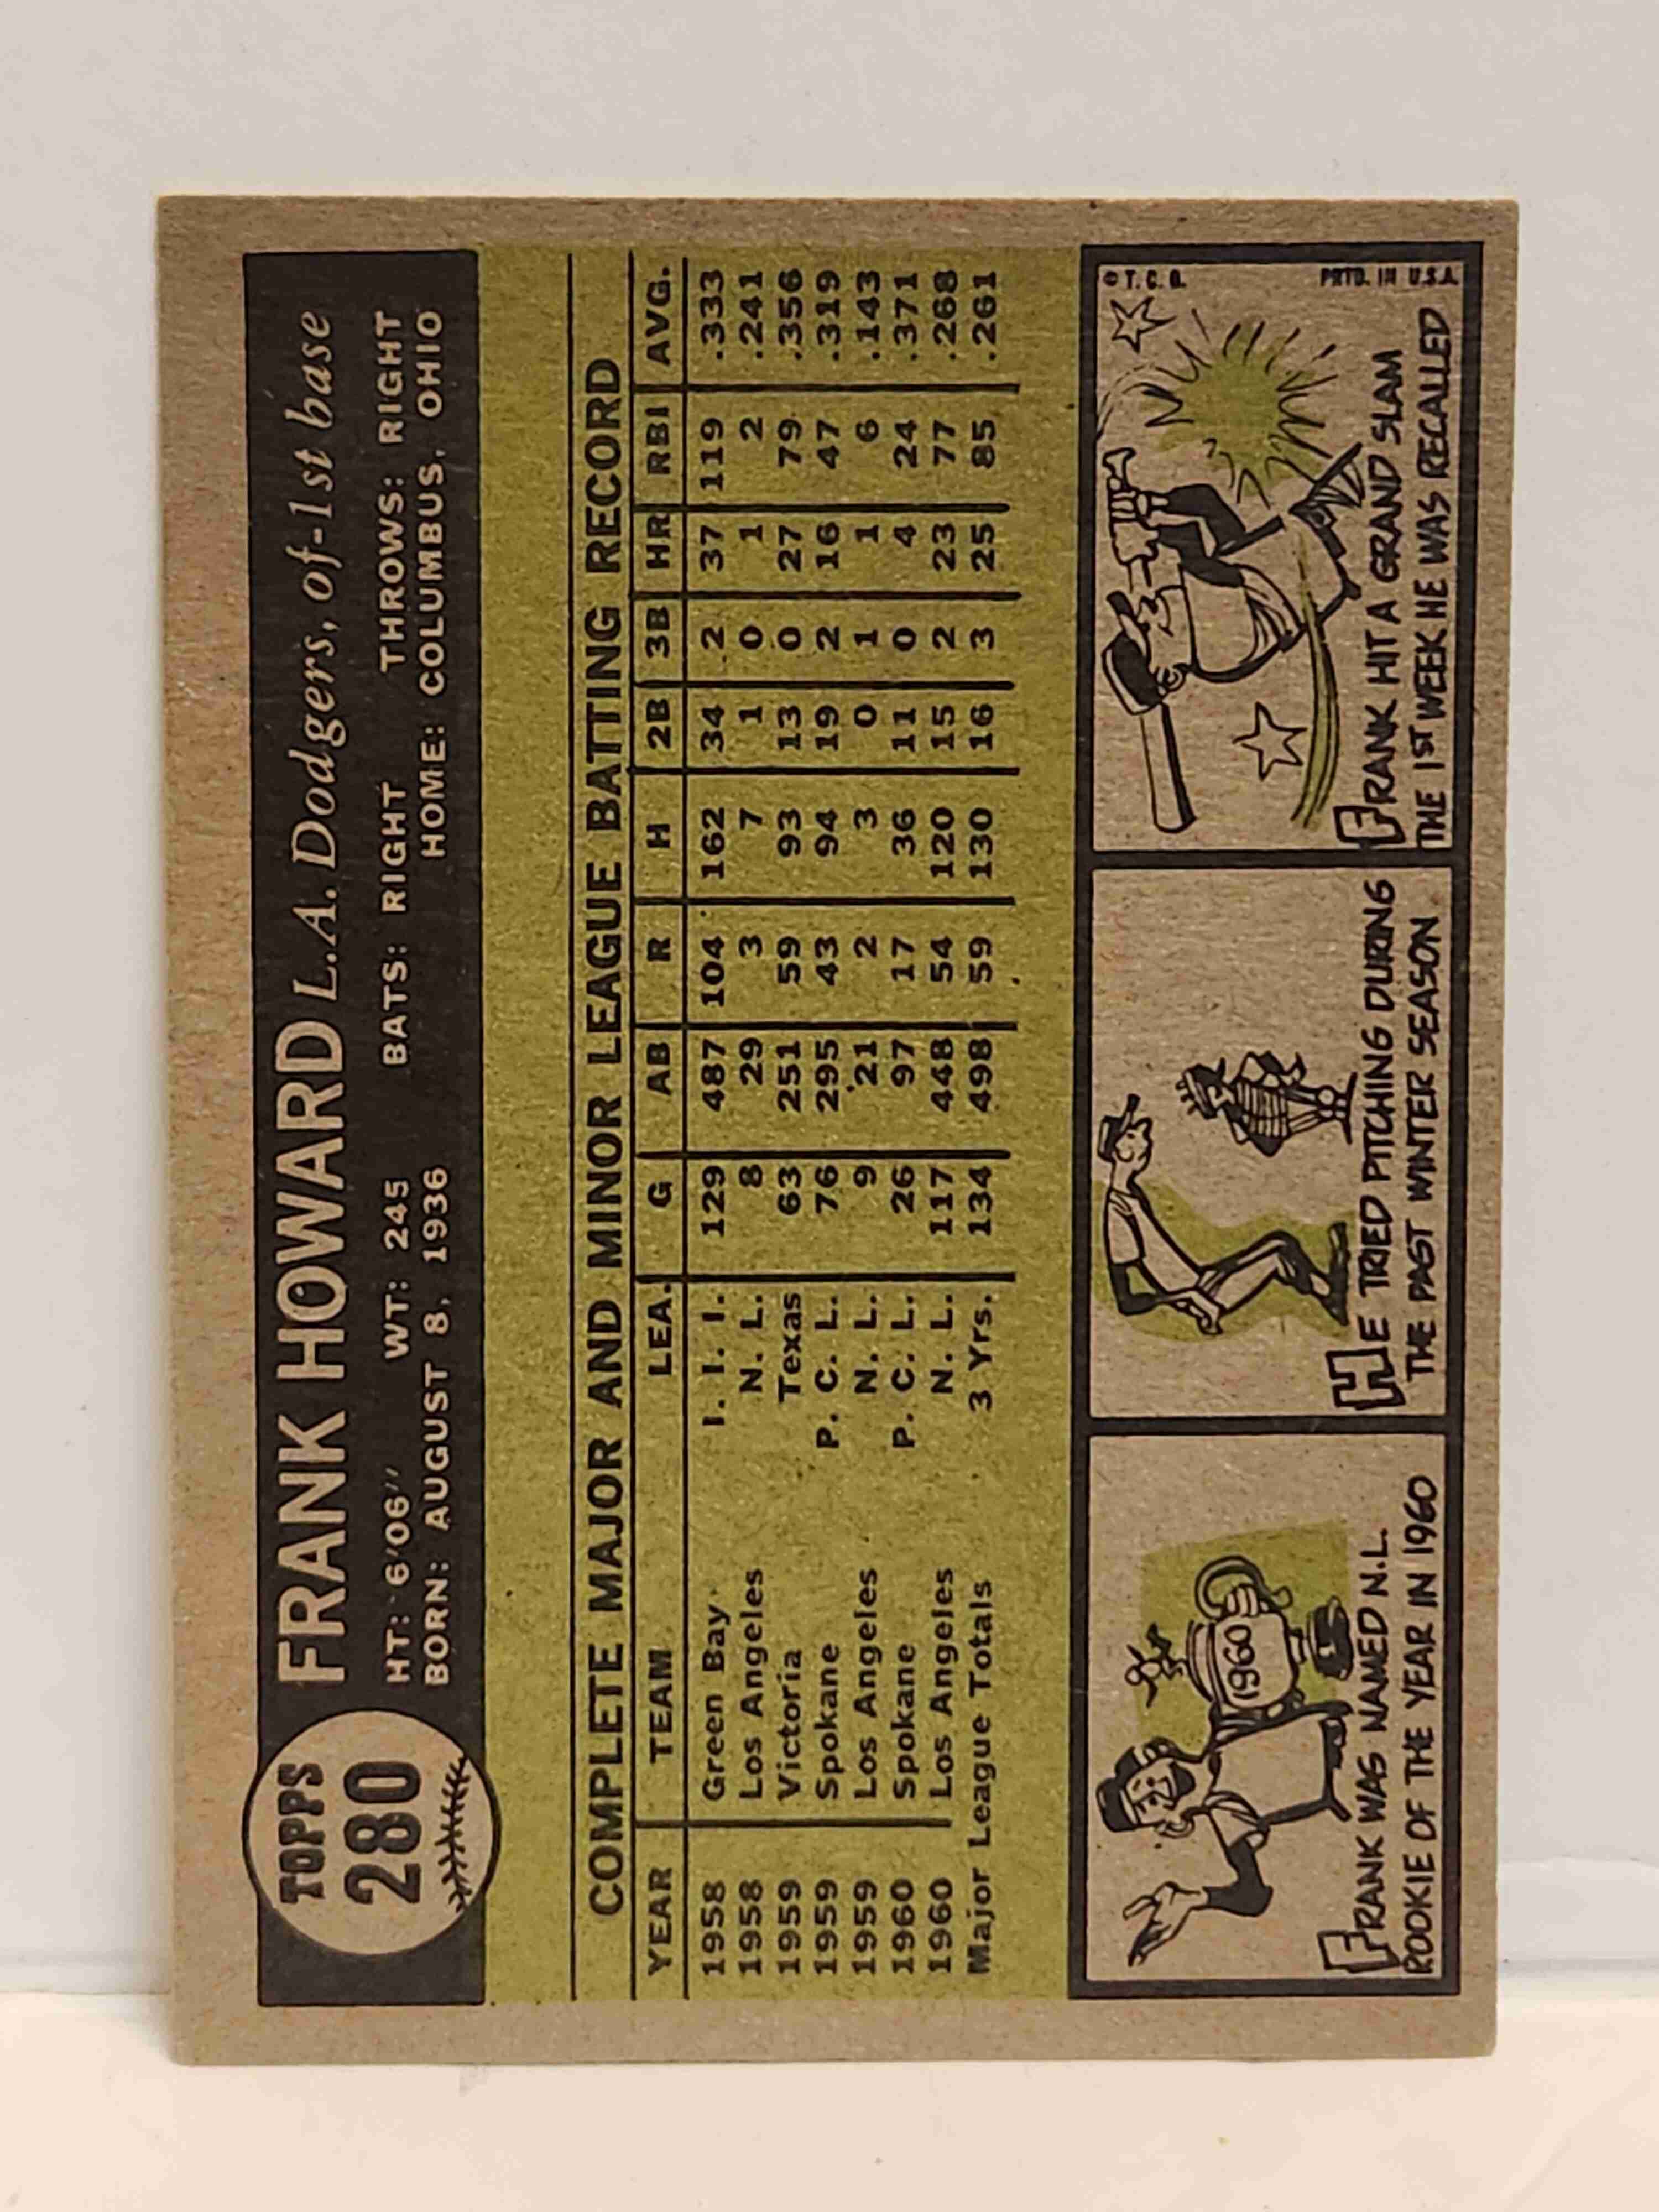 TOPPS
280
FRANK HOWARD L.A. Dodgers, of-1st base
HT: 6'06" WT: 245 BATS: RIGHT THROWS: RIGHT
BORN: AUGUST 8, 1936 HOME: COLUMBUS, OHIO
COMPLETE MAJOR AND MINOR LEAGUE BATTING RECORD
YEAR TEAM LEA. G AB R H 2B 3B HR RBI AVG.
1958 Green Bay I. I. I. 129 487 104 162 34 2 37 119 .333
1958 Los Angeles N. L. 8 29 3 7 1 0 1 2 .241
1959 Victoria Texas 63 251 59 93 13 0 27 79 .356
1959 Spokane P. C. L. 76 295 43 94 19 2 16 47 .319
1959 Los Angeles N. L. 9 21 2 3 0 1 1 6 .143
1960 Spokane P. C. L. 26 97 17 36 11 0 4 24 .371
1960 Los Angeles N. L. 117 448 54 120 15 2 23 77 .268
Major League Totals 3 Yrs. 134 498 59 130 16 3 25 85 .261
1960
FRANK WAS NAMED N.L.
ROOKIE OF THE YEAR IN 1960
HE TRIED PITCHING DURING
THE PAST WINTER SEASON
© T. C. G.
PRTD. IN U.S.A.
FRANK HIT A GRAND SLAM
THE 1ST WEEK HE WAS RECALLED